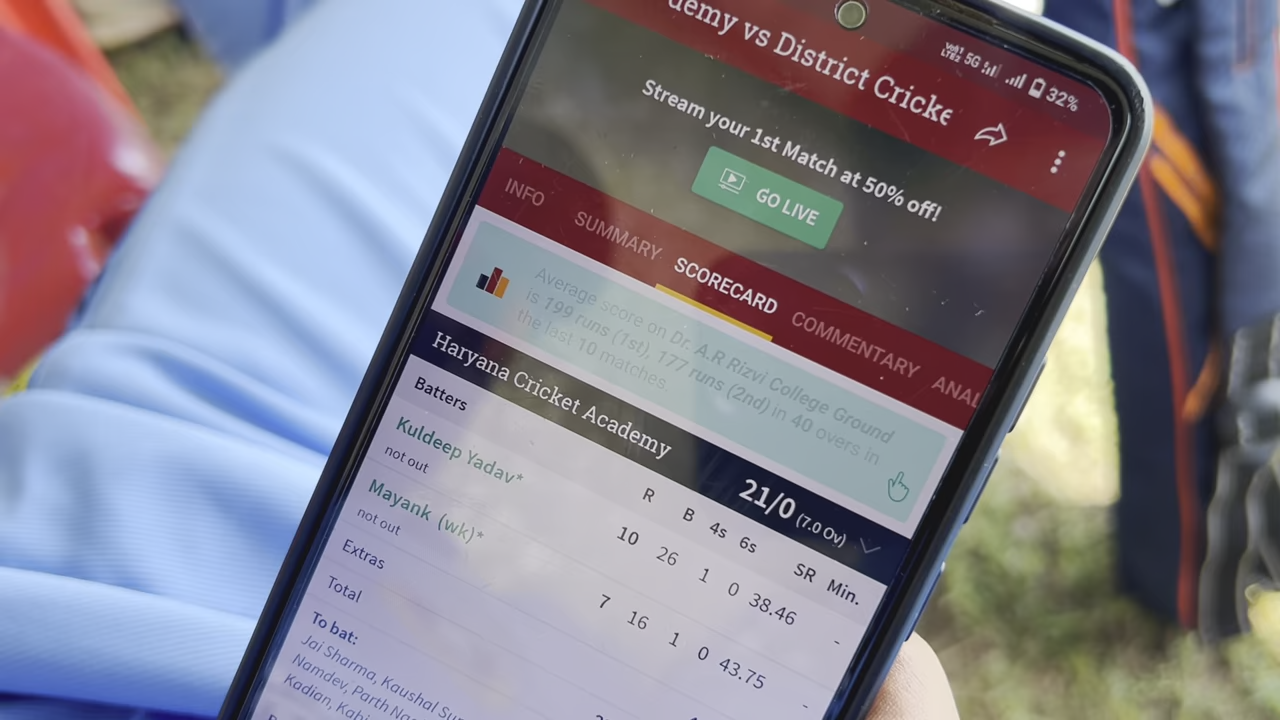 demy vs District Cricke
5G 32%
Stream your 1st Match at 50% off!
GO LIVE
INFO SUMMARY SCORECARD COMMENTARY ANAL
Average score on Dr. A.R Rizvi College Ground
is 199 runs (1st), 177 runs (2nd) in 40 overs in
the last 10 matches.
Haryana Cricket Academy 21/0 (7.0 Ov)
Batters R B 4s 6s SR Min.
Kuldeep Yadav* 10 26 1 0 38.46 -
not out
Mayank (wk)* 7 16 1 0 43.75 -
not out
Extras
Total
To bat:
Jai Sharma, Kaushal
Namdev, Parth
Kadian,